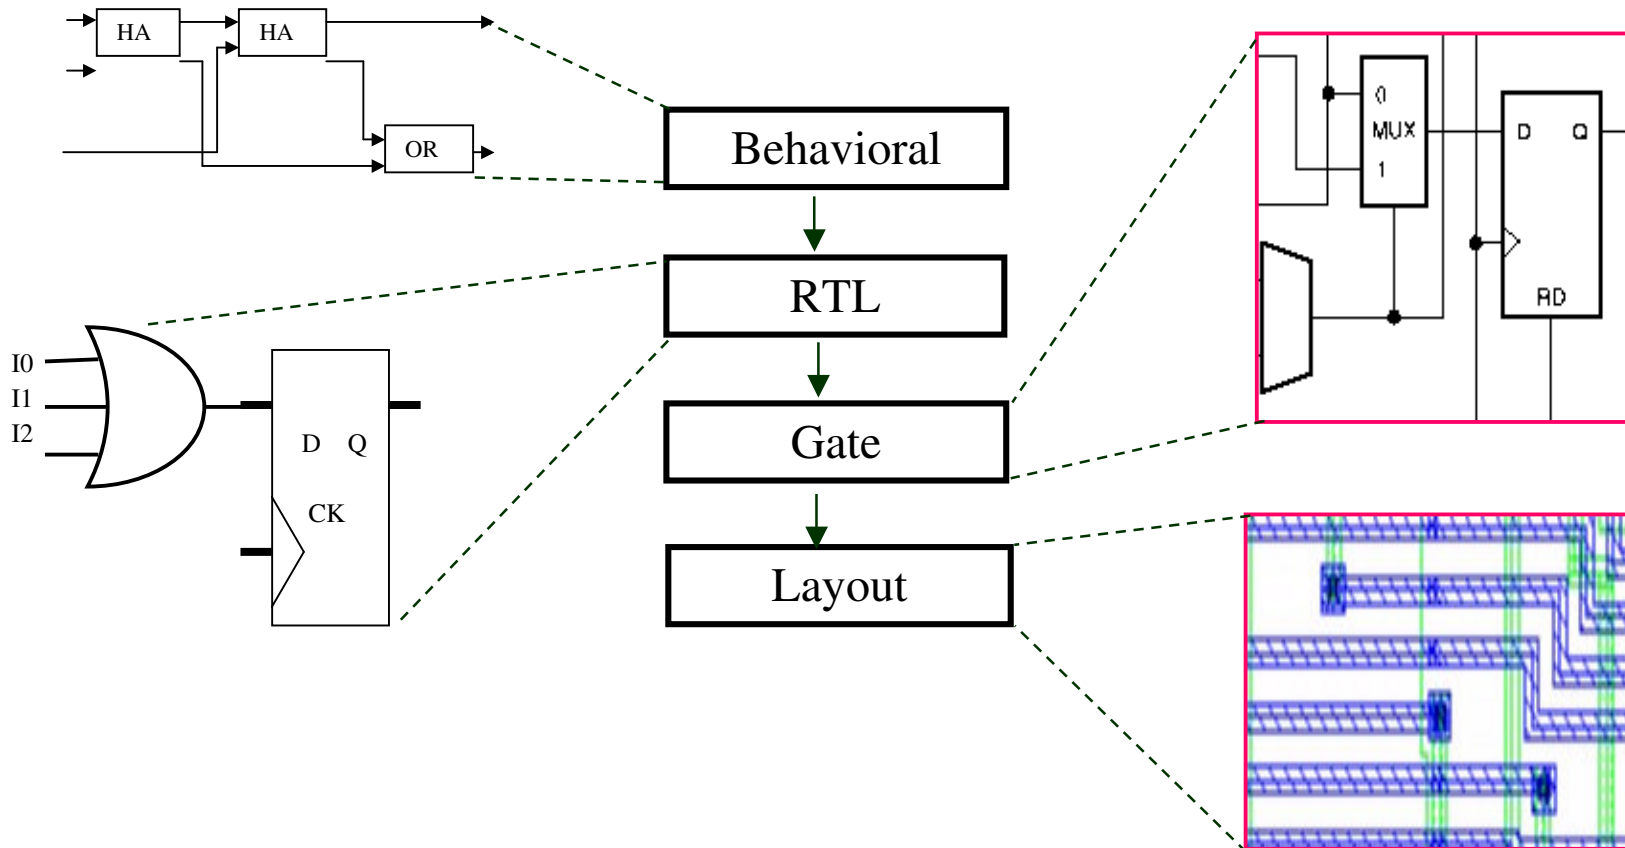 HA
HA
OR
Behavioral
RTL
Gate
Layout
I0
I1
I2
D Q
CK
0
MUX
1
D Q
RD